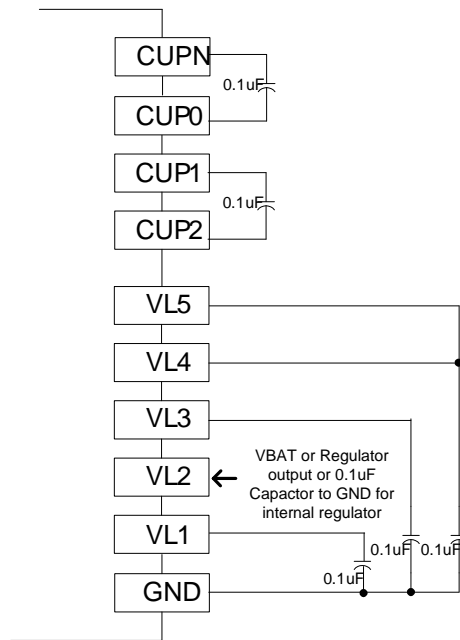 CUPN
0.1uF
CUP0
CUP1
0.1uF
CUP2
VL5
VL4
VL3
VL2
VBAT or Regulator
output or 0.1uF
Capactor to GND for
internal regulator
VL1
0.1uF
0.1uF
0.1uF
GND